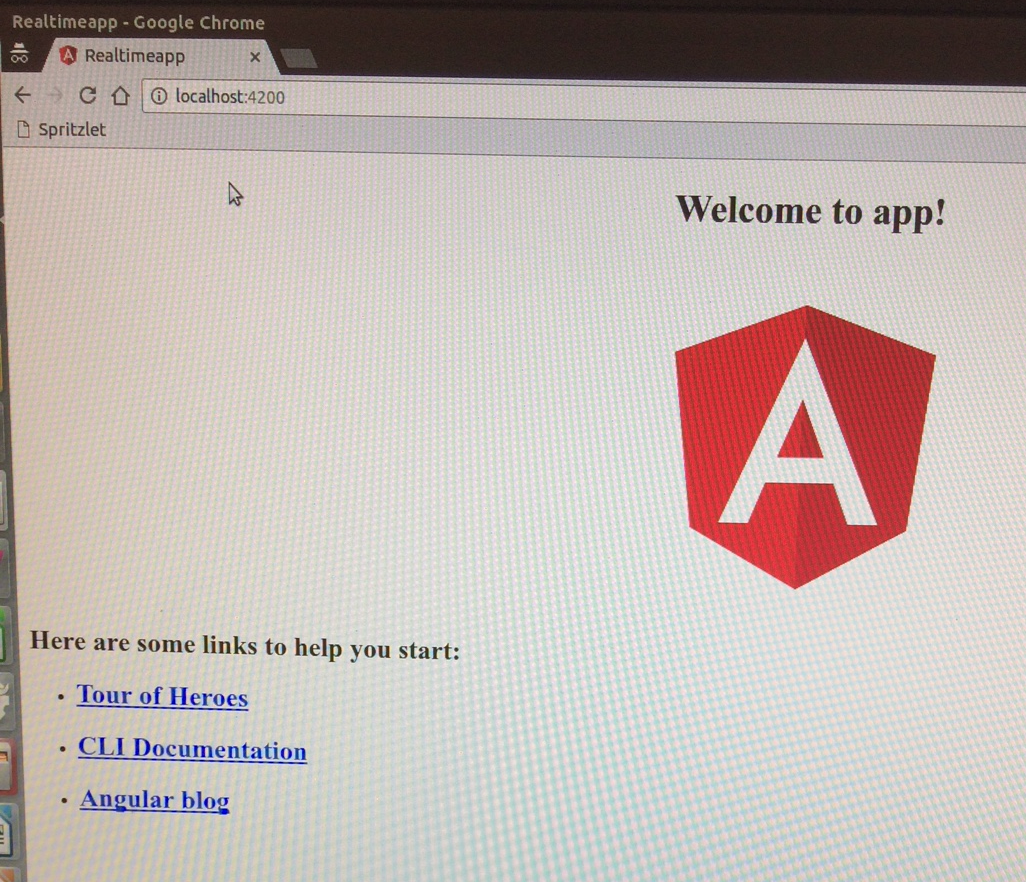 Realtimeapp - Google Chrome
Realtimeapp
localhost:4200
Spritzlet
Welcome to app!
A
Here are some links to help you start:
• Tour of Heroes
• CLI Documentation
• Angular blog